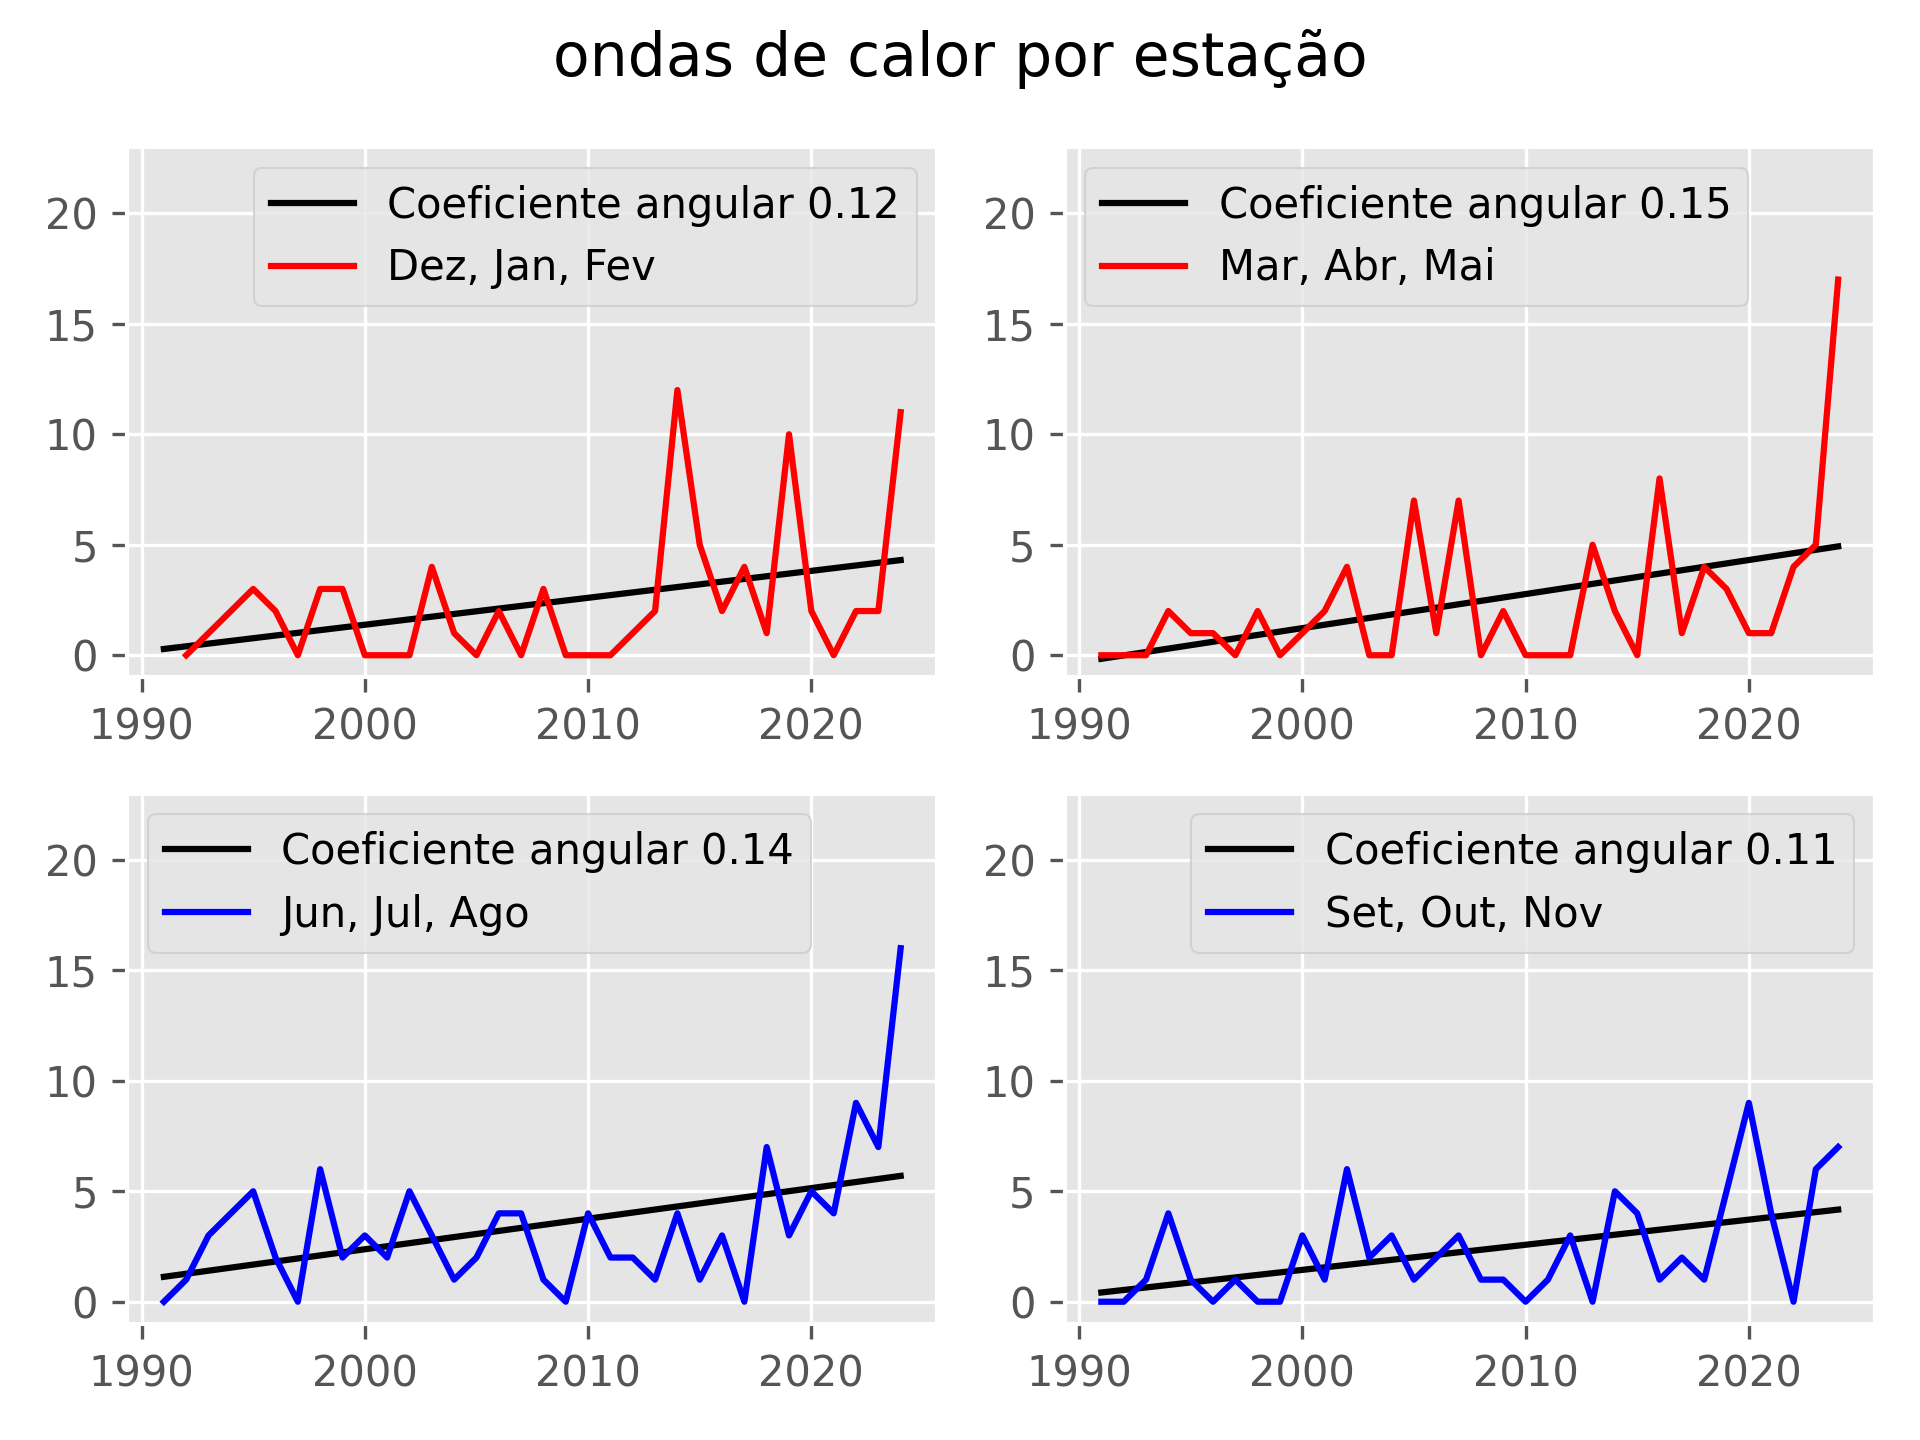 ondas de calor por estação
Coeficiente angular 0.12
Dez, Jan, Fev
20
15
10
5
0
1990 2000 2010 2020
Coeficiente angular 0.15
Mar, Abr, Mai
20
15
10
5
0
1990 2000 2010 2020
Coeficiente angular 0.14
Jun, Jul, Ago
20
15
10
5
0
1990 2000 2010 2020
Coeficiente angular 0.11
Set, Out, Nov
20
15
10
5
0
1990 2000 2010 2020